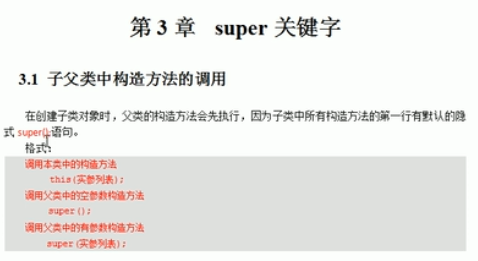 第 3 章 super 关键字
3.1 子父类中构造方法的调用
在创建子类对象时，父类的构造方法会先执行，因为子类中所有构造方法的第一行有默认的隐
式 super();语句。
格式：
调用本类中的构造方法
this(实参列表);
调用父类中的空参数构造方法
super();
调用父类中的有参数构造方法
super(实参列表);